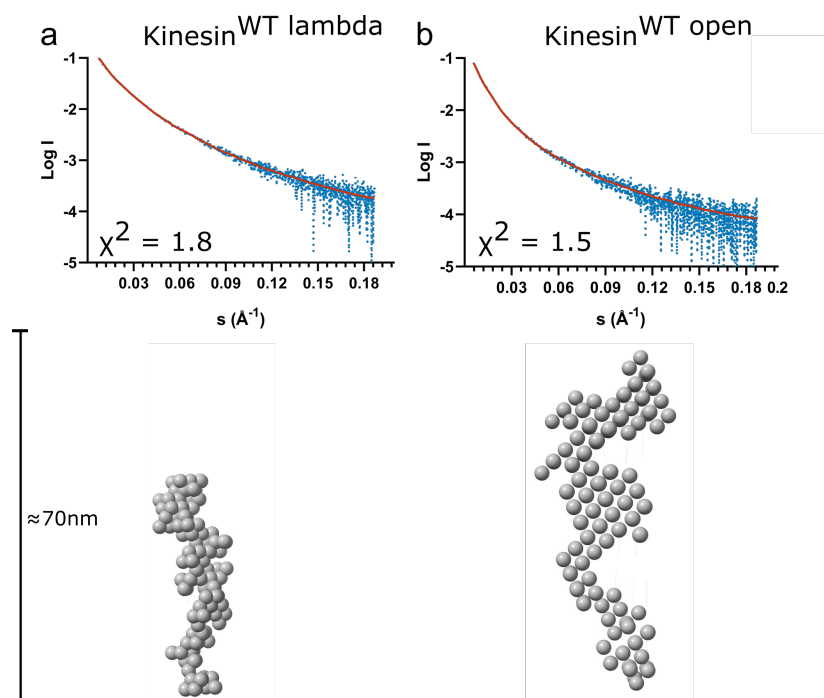 a
Kinesin WT lambda
-1
-2
-3
-4
-5
Log I
χ2 = 1.8
0.03 0.06 0.09 0.12 0.15 0.18
s (Å-1)
b
Kinesin WT open
-1
-2
-3
-4
-5
Log I
χ2 = 1.5
0.03 0.06 0.09 0.12 0.15 0.18 0.2
s (Å-1)
≈70nm